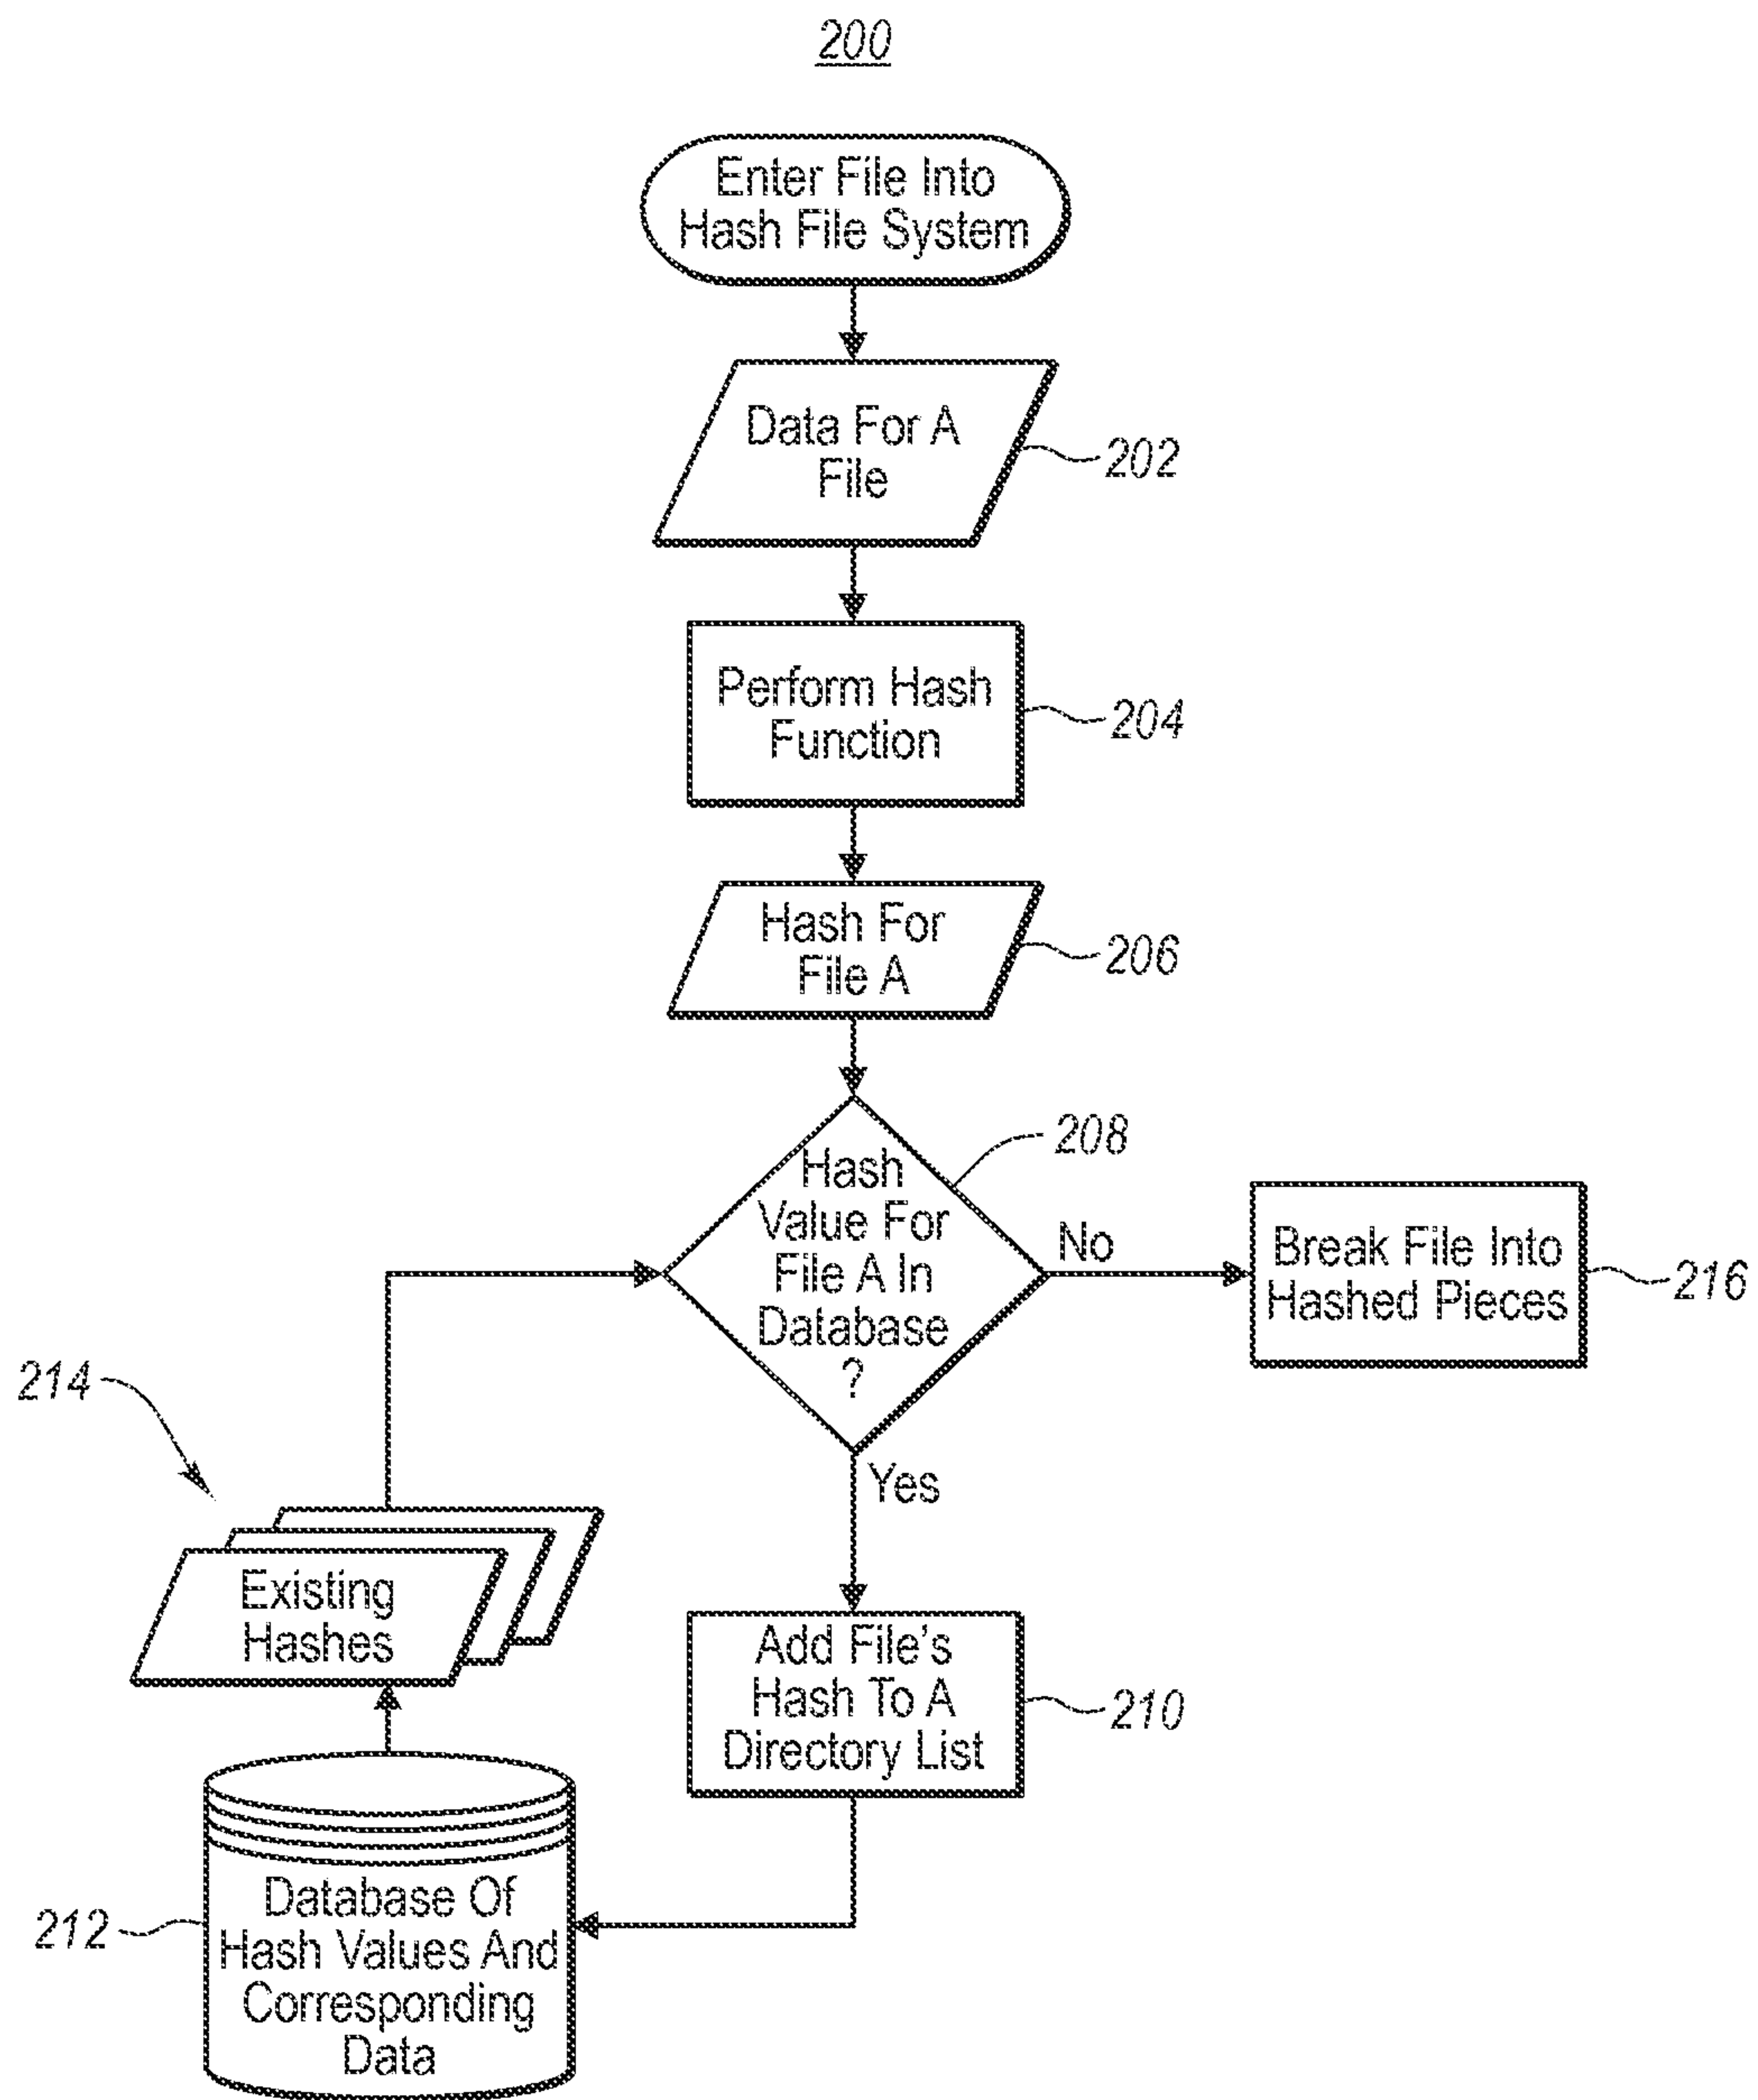 200
Enter File Into
Hash File System
Data For A
File
202
Perform Hash
Function
204
Hash For
File A
206
Hash
Value For
File A In
Database
?
208
No
Break File Into
Hashed Pieces
216
Yes
214
Existing
Hashes
Add File's
Hash To A
Directory List
210
Database Of
Hash Values And
Corresponding
Data
212